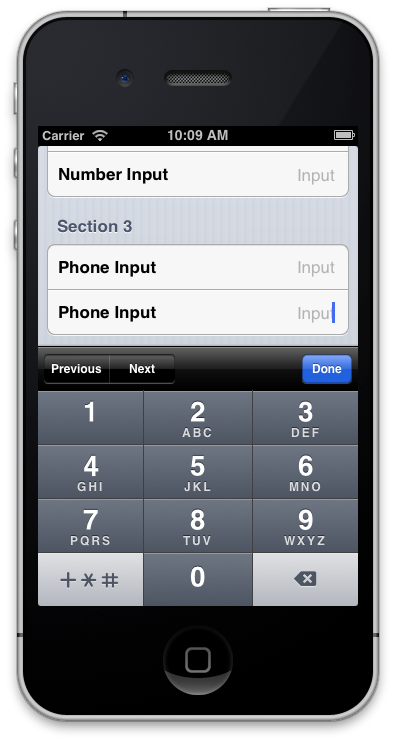 Carrier 10:09 AM
Number Input Input
Section 3
Phone Input Input
Phone Input Input
Previous Next Done
1 2 3
ABC DEF
4 5 6
GHI JKL MNO
7 8 9
PQRS TUV WXYZ
+*# 0